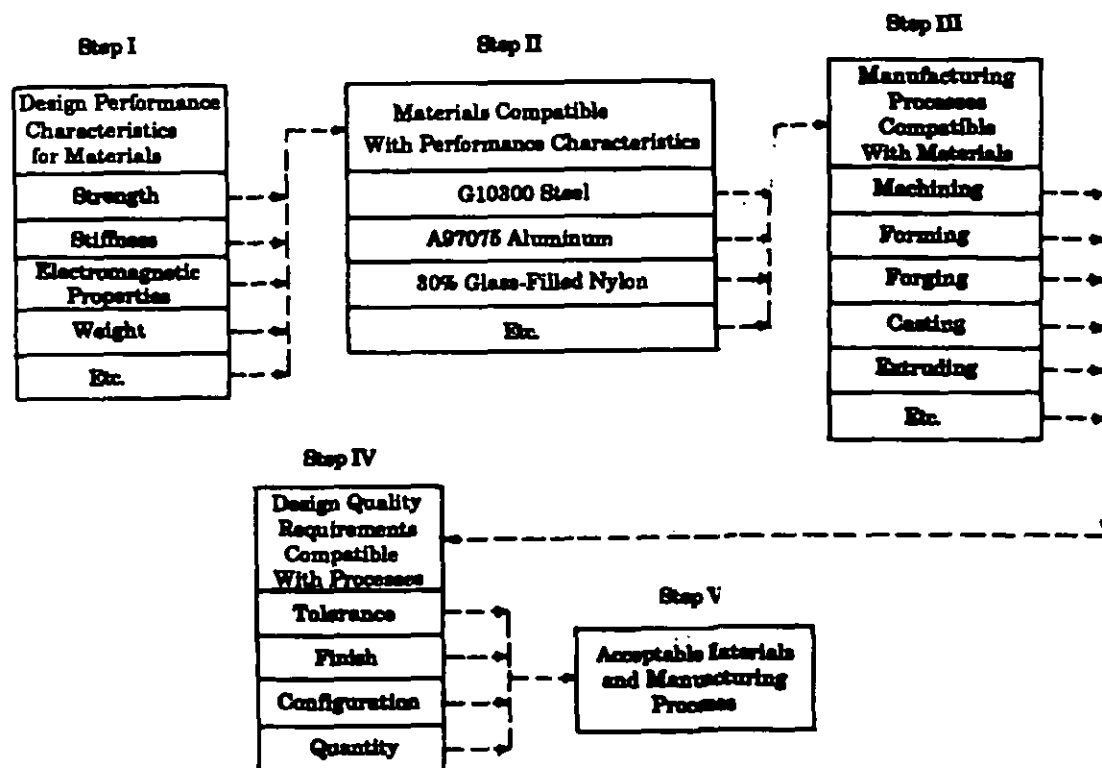 Step I
Design Performance
Characteristics
for Materials
Strength
Stiffness
Electromagnetic
Properties
Weight
Etc.
Step II
Materials Compatible
With Performance Characteristics
G10300 Steel
A97075 Aluminum
30% Glass-Filled Nylon
Etc.
Step III
Manufacturing
Processes
Compatible
With Materials
Machining
Forming
Forging
Casting
Extruding
Etc.
Step IV
Design Quality
Requirements
Compatible
With Processes
Tolerance
Finish
Configuration
Quantity
Step V
Acceptable Iaterials
and Manuacturing
Processes